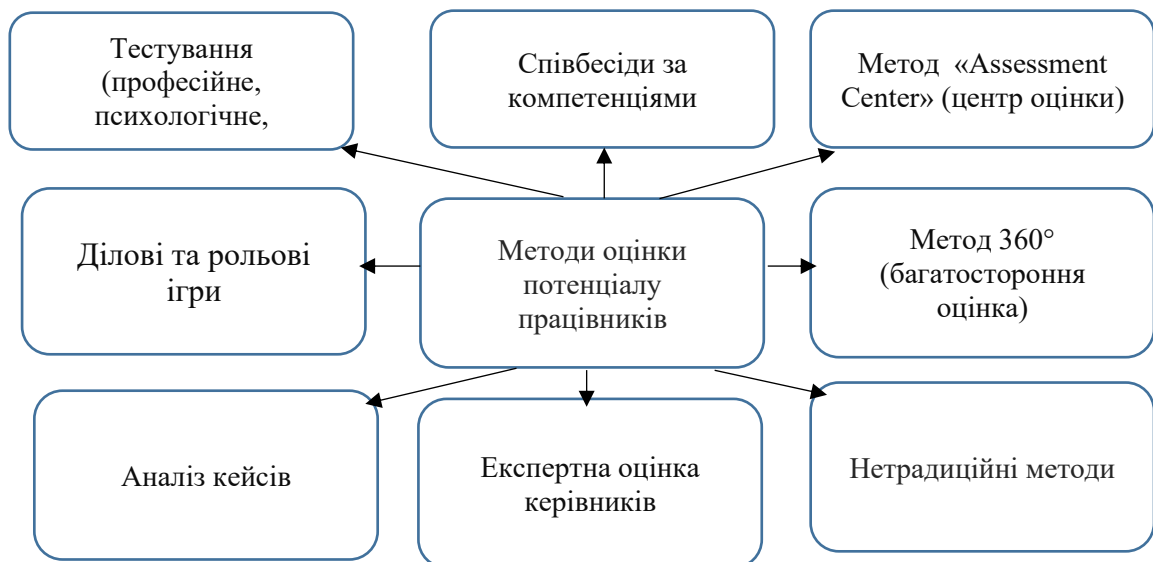 Тестування
(професійне,
психологічне,
Співбесіди за
компетенціями
Метод «Assessment
Center» (центр оцінки)
Ділові та рольові
ігри
Методи оцінки
потенціалу
працівників
Метод 360°
(багатостороння
оцінка)
Аналіз кейсів
Експертна оцінка
керівників
Нетрадиційні методи